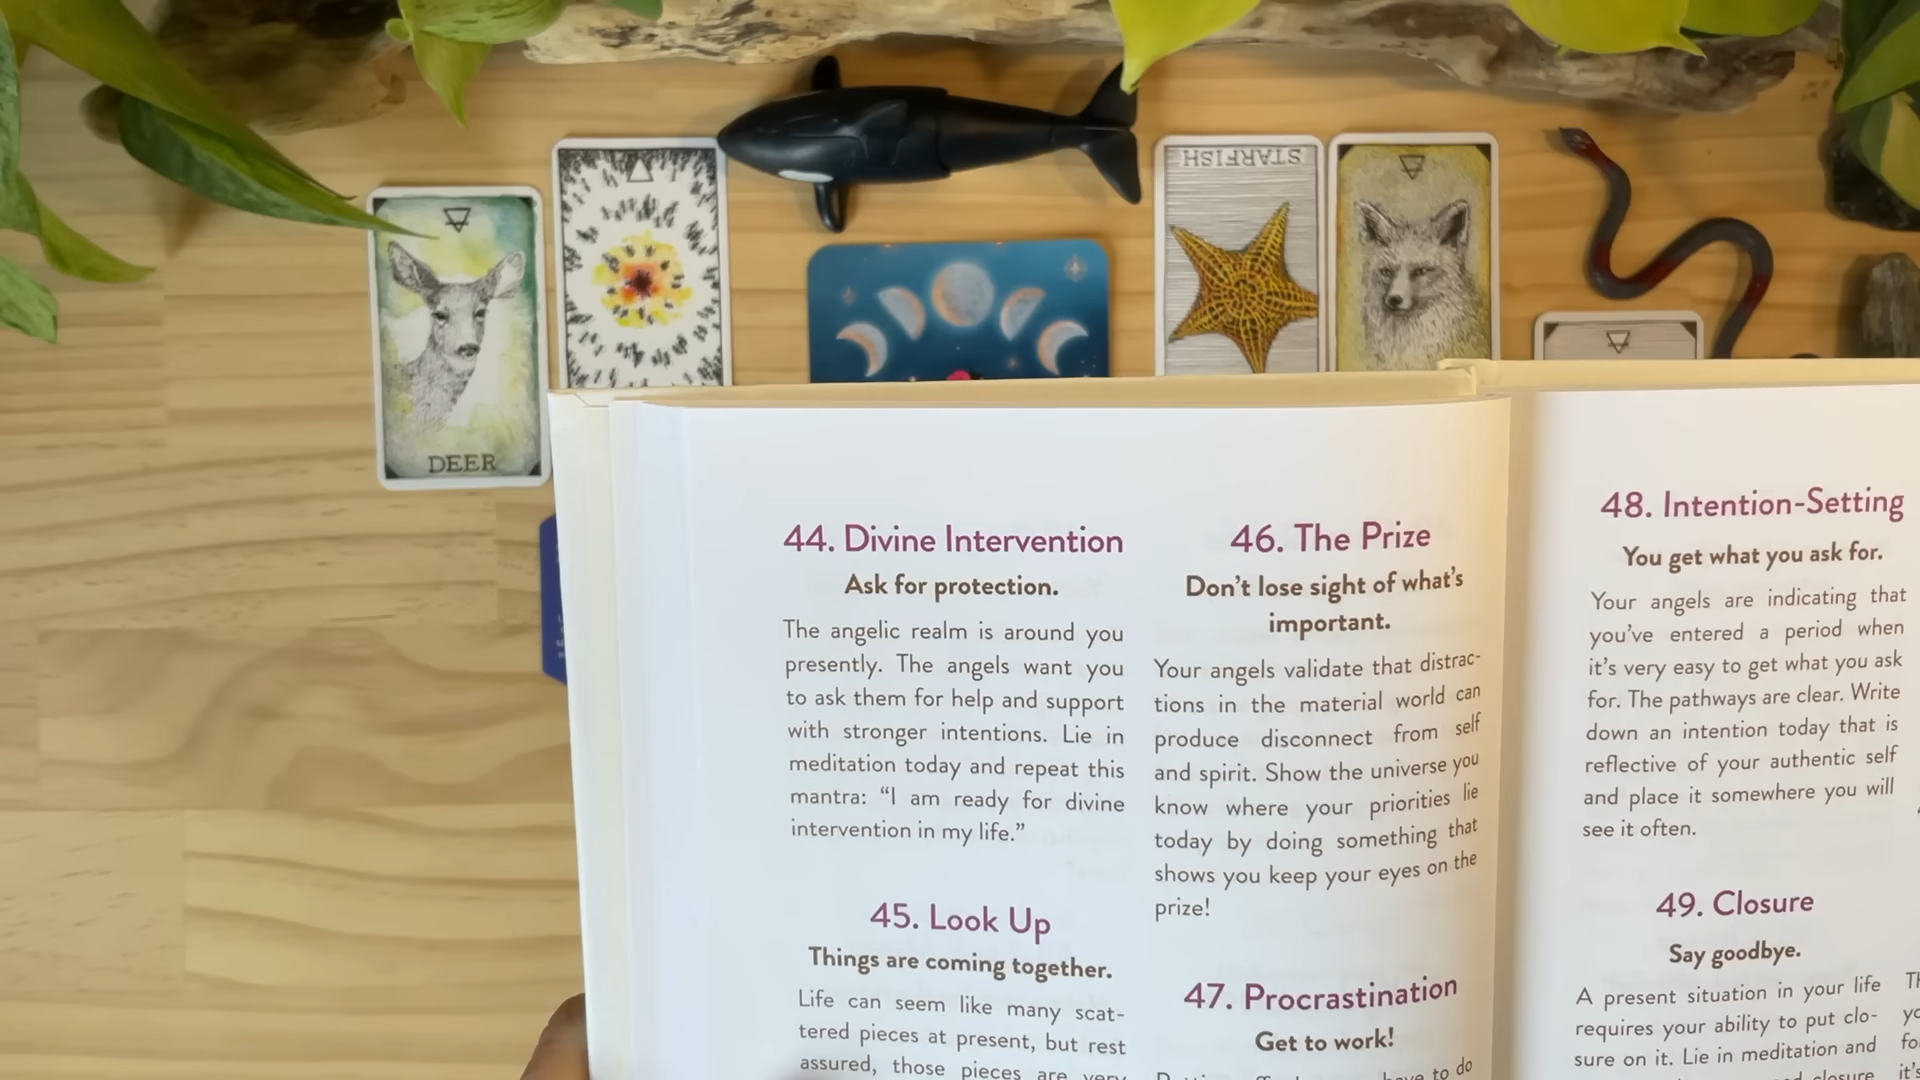 HSIFRATS
DEER
44. Divine Intervention
Ask for protection.
The angelic realm is around you
presently. The angels want you
to ask them for help and support
with stronger intentions. Lie in
meditation today and repeat this
mantra: “I am ready for divine
intervention in my life.”
45. Look Up
Things are coming together.
Life can seem like many scat-
tered pieces at present, but rest
assured, those pieces are very
46. The Prize
Don’t lose sight of what’s
important.
Your angels validate that distrac-
tions in the material world can
produce disconnect from self
and spirit. Show the universe you
know where your priorities lie
today by doing something that
shows you keep your eyes on the
prize!
47. Procrastination
Get to work!
to do
48. Intention-Setting
You get what you ask for.
Your angels are indicating that
you’ve entered a period when
it’s very easy to get what you ask
for. The pathways are clear. Write
down an intention today that is
reflective of your authentic self
and place it somewhere you will
see it often.
49. Closure
Say goodbye.
A present situation in your life
requires your ability to put clo-
sure on it. Lie in meditation and
closure